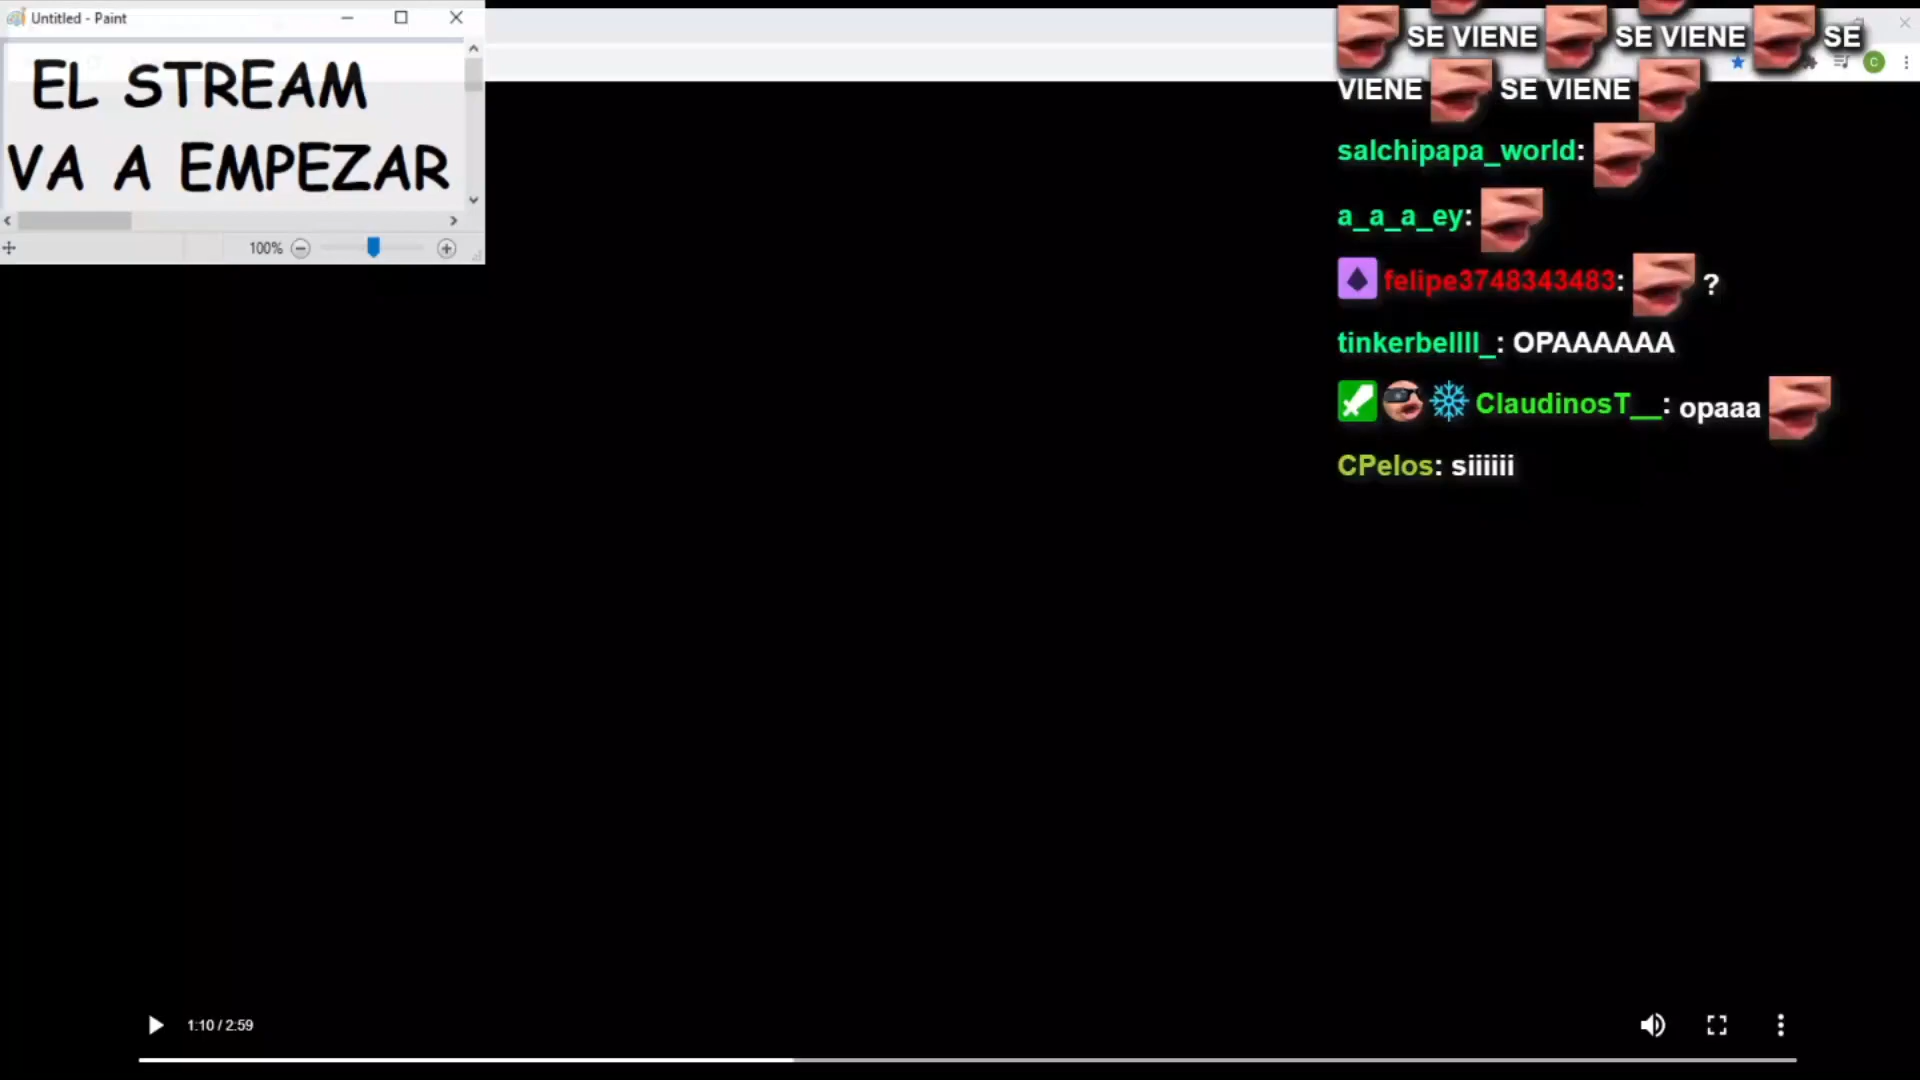 Untitled - Paint
EL STREAM
VA A EMPEZAR
100%
SE VIENE SE VIENE SE
VIENE SE VIENE
salchipapa_world:
a_a_a_ey:
felipe3748343483: ?
tinkerbellll_: OPAAAAAA
ClaudinosT__: opaaa
CPelos: siiiiii
C
1:10 / 2:59